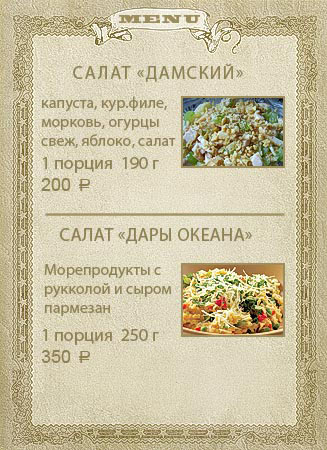 MENU
САЛАТ «ДАМСКИЙ»
капуста, кур.филе,
морковь, огурцы
свеж, яблоко, салат
1 порция 190 г
200 ₽
САЛАТ «ДАРЫ ОКЕАНА»
Морепродукты с
рукколой и сыром
пармезан
1 порция 250 г
350 ₽